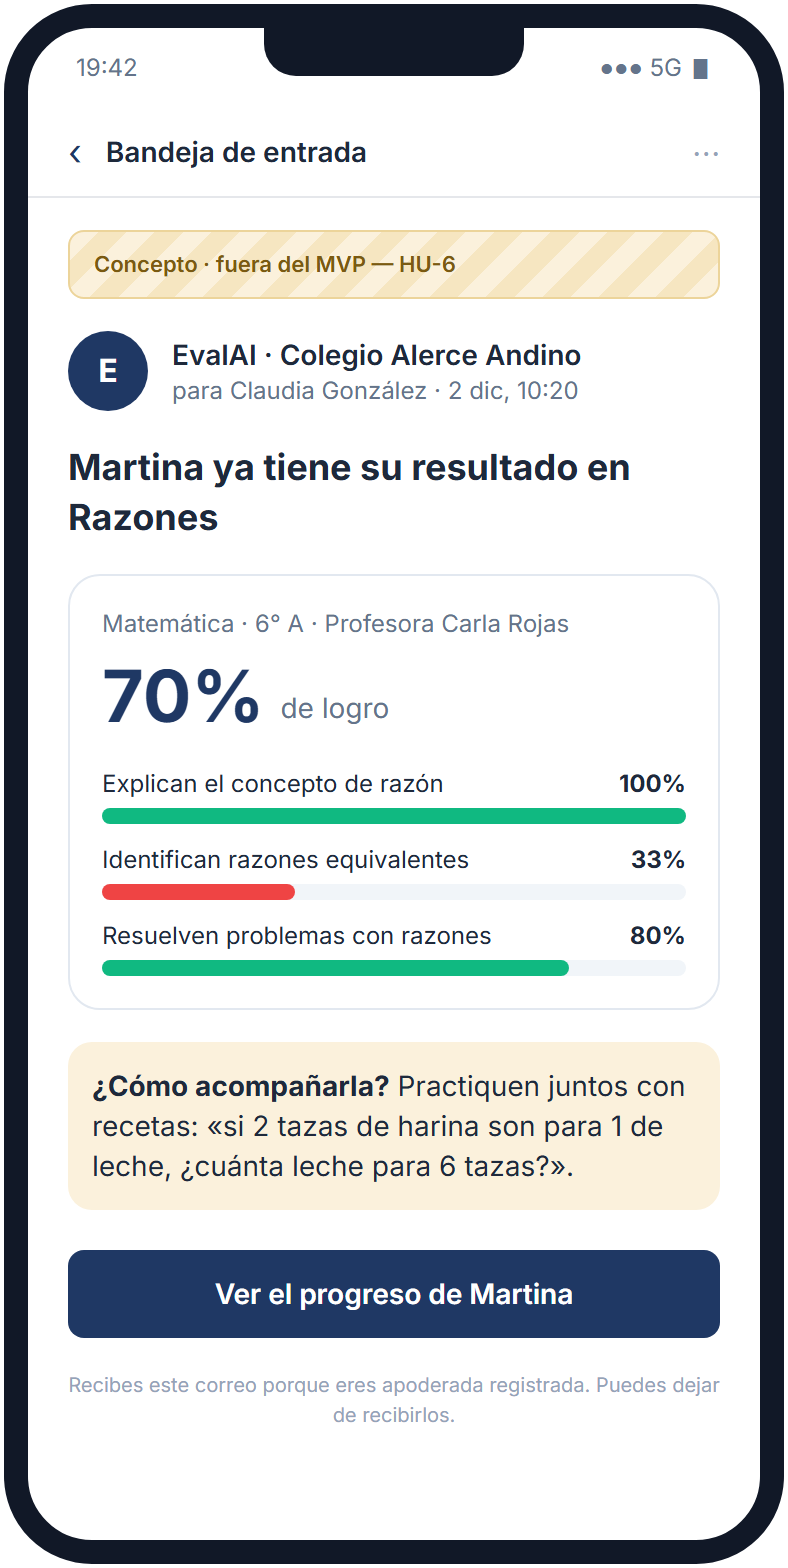 19:42
5G
Bandeja de entrada
Concepto · fuera del MVP — HU-6
E
EvalAI · Colegio Alerce Andino
para Claudia González · 2 dic, 10:20
Martina ya tiene su resultado en
Razones
Matemática · 6° A · Profesora Carla Rojas
70% de logro
Explican el concepto de razón 100%
Identifican razones equivalentes 33%
Resuelven problemas con razones 80%
¿Cómo acompañarla? Practiquen juntos con
recetas: «si 2 tazas de harina son para 1 de
leche, ¿cuánta leche para 6 tazas?».
Ver el progreso de Martina
Recibes este correo porque eres apoderada registrada. Puedes dejar
de recibirlos.